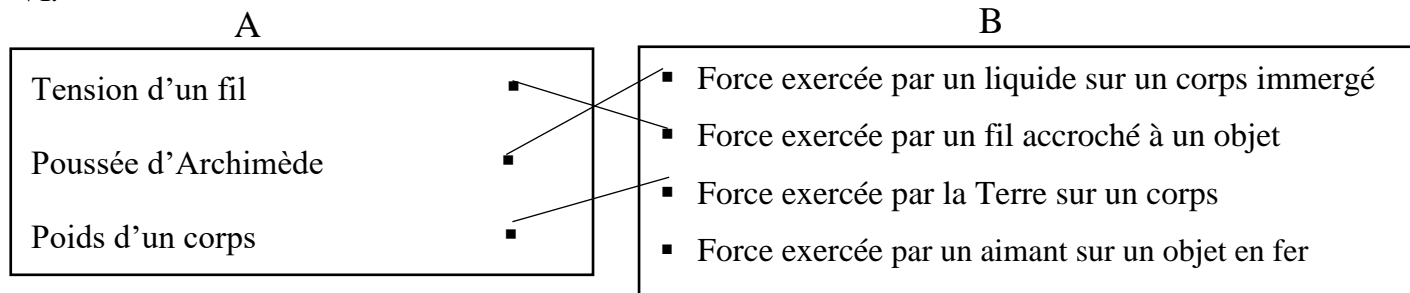 A
B
Tension d’un fil
Poussée d’Archimède
Poids d’un corps
Force exercée par un liquide sur un corps immergé
Force exercée par un fil accroché à un objet
Force exercée par la Terre sur un corps
Force exercée par un aimant sur un objet en fer